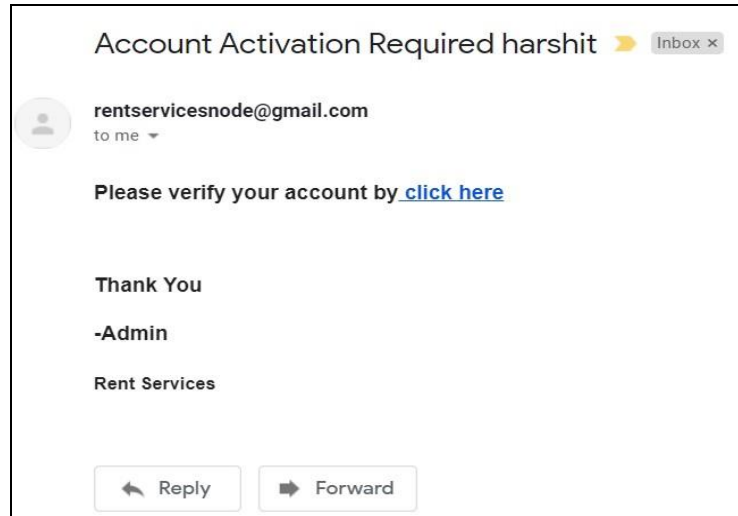 Account Activation Required harshit Inbox ×
rentservicesnode@gmail.com
to me
Please verify your account by click here
Thank You
-Admin
Rent Services
Reply Forward